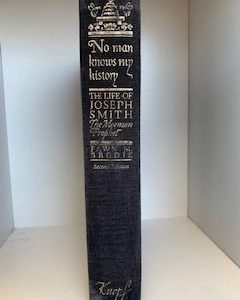 No man
knows my
history
THE LIFE OF
JOSEPH
SMITH
The Mormon
Prophet
FAWN M.
BRODIE
Second Edition
Knopf